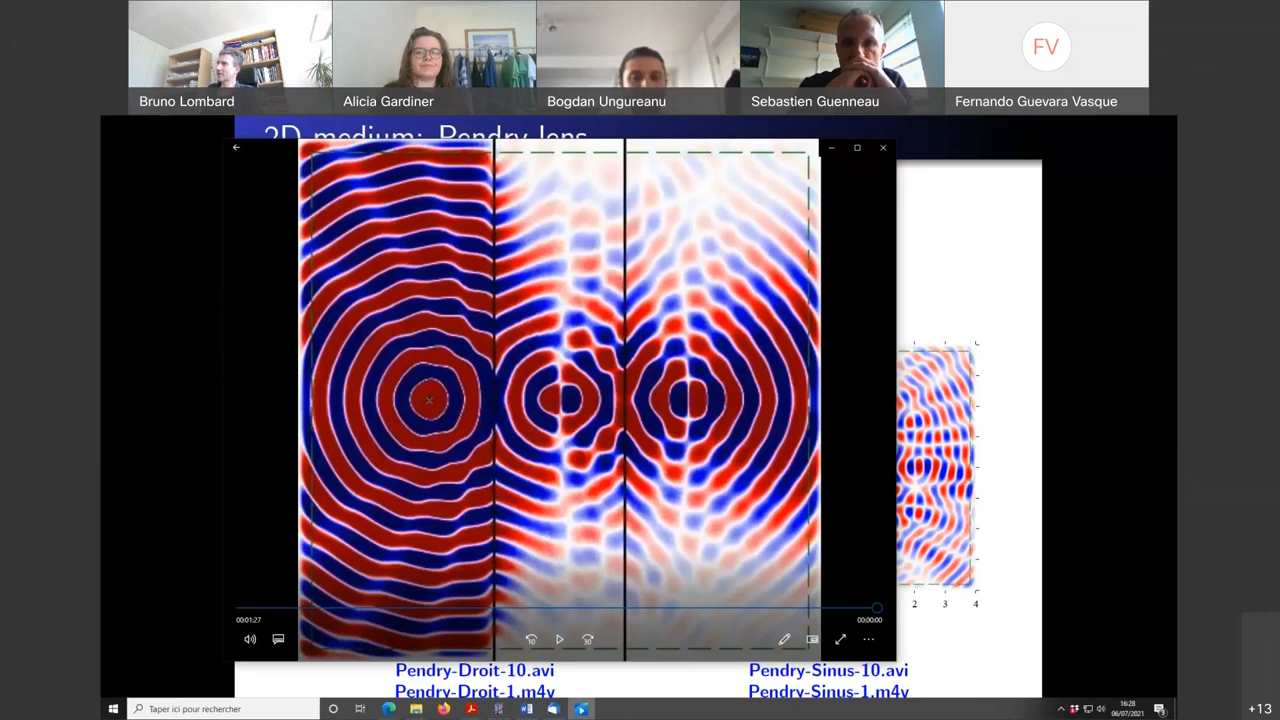 FV
Bruno Lombard
Alicia Gardiner
Bogdan Ungureanu
Sebastien Guenneau
Fernando Guevara Vasque
2D medium: Pendry lens
00:01:27
00:00:00
10
30
2 3 4
Pendry-Droit-10.avi
Pendry-Sinus-10.avi
Pendry-Droit-1.m4v
Pendry-Sinus-1.m4v
Taper ici pour rechercher
16:28
06/07/2021
+13